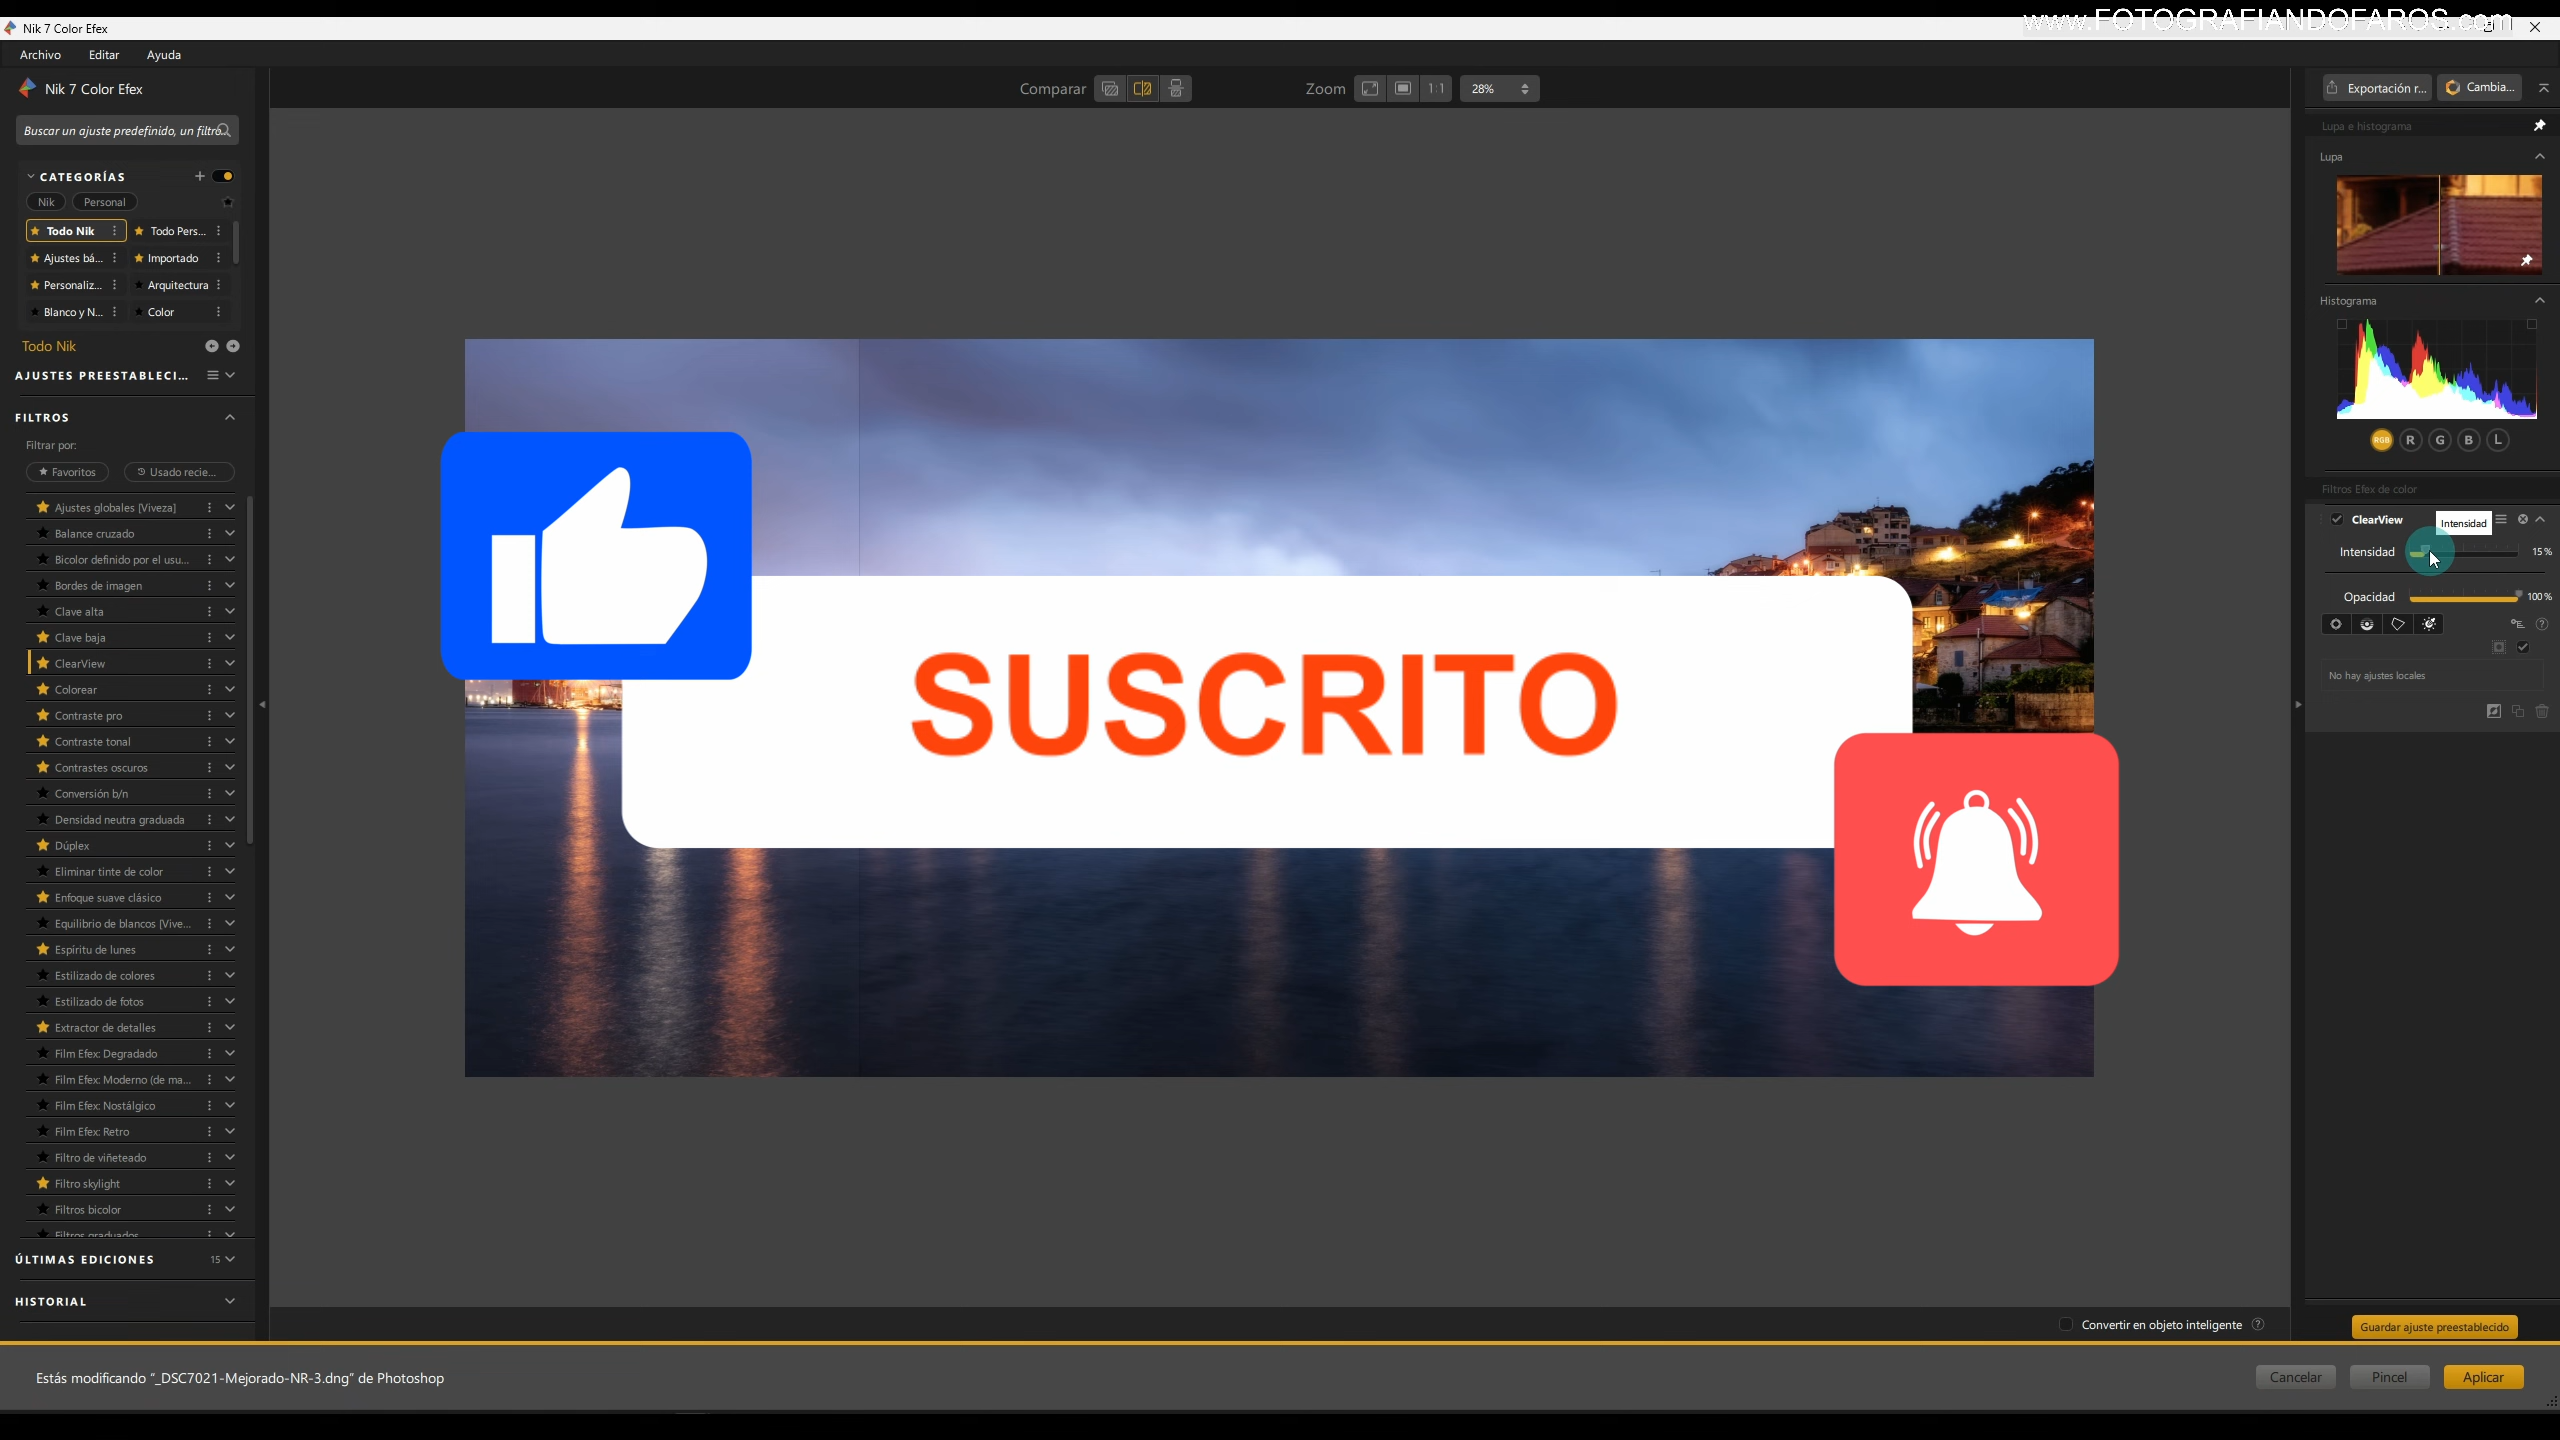 www.FOTOGRAFIANDOFAROS.com
Nik 7 Color Efex
Archivo Editar Ayuda
Nik 7 Color Efex
Comparar
Zoom
1:1
28%
Exportación r...
Cambia...
Buscar un ajuste predefinido, un filtro...
CATEGORÍAS
Nik Personal
Todo Nik Todo Pers...
Ajustes bá... Importado
Personaliz... Arquitectura
Blanco y N... Color
Todo Nik
AJUSTES PREESTABLECI...
FILTROS
Filtrar por:
Favoritos Usado recie...
Ajustes globales [Viveza]
Balance cruzado
Bicolor definido por el usu...
Bordes de imagen
Clave alta
Clave baja
ClearView
Colorear
Contraste pro
Contraste tonal
Contrastes oscuros
Conversión b/n
Densidad neutra graduada
Dúplex
Eliminar tinte de color
Enfoque suave clásico
Equilibrio de blancos [Vive...
Espíritu de lunes
Estilizado de colores
Estilizado de fotos
Extractor de detalles
Film Efex: Degradado
Film Efex: Moderno (de ma...
Film Efex: Nostálgico
Film Efex: Retro
Filtro de viñeteado
Filtro skylight
Filtros bicolor
Filtros graduados
ÚLTIMAS EDICIONES 15
HISTORIAL
SUSCRITO
Lupa e histograma
Lupa
Histograma
RGB R G B L
Filtros Efex de color
ClearView
Intensidad
Intensidad 15%
Opacidad 100%
No hay ajustes locales
Convertir en objeto inteligente
Guardar ajuste preestablecido
Estás modificando "_DSC7021-Mejorado-NR-3.dng" de Photoshop
Cancelar Pincel Aplicar